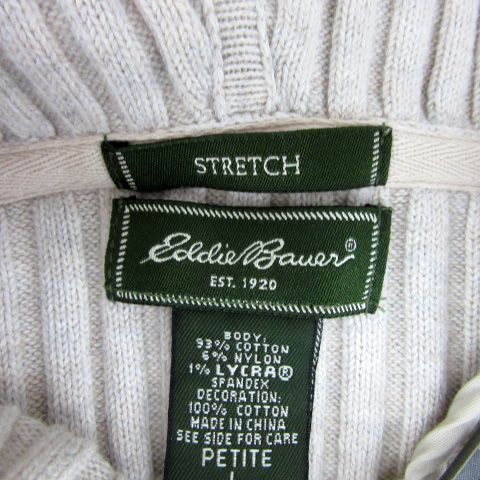 STRETCH
Eddie Bauer®
EST. 1920
BODY:
93% COTTON
6% NYLON
1% LYCRA®
SPANDEX
DECORATION:
100% COTTON
MADE IN CHINA
SEE SIDE FOR CARE
PETITE
L